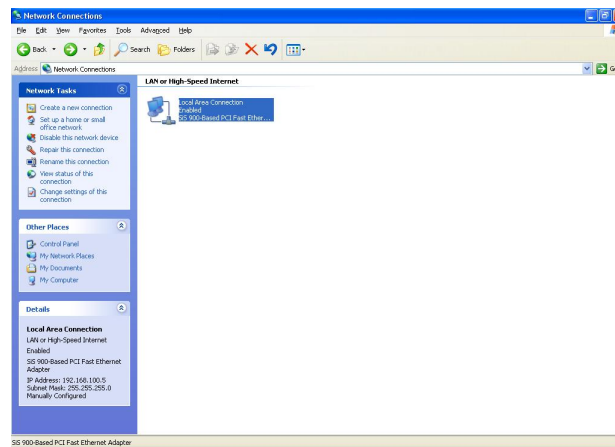 Network Connections
File Edit View Favorites Tools Advanced Help
Back Search Folders
Address Network Connections
Network Tasks
Create a new connection
Set up a home or small
office network
Disable this network device
Repair this connection
Rename this connection
View status of this
connection
Change settings of this
connection
Other Places
Control Panel
My Network Places
My Documents
My Computer
Details
Local Area Connection
LAN or High-Speed Internet
Enabled
SiS 900-Based PCI Fast Ethernet
Adapter
IP Address: 192.168.100.5
Subnet Mask: 255.255.255.0
Manually Configured
LAN or High-Speed Internet
Local Area Connection
Enabled
SiS 900-Based PCI Fast Ether...
SiS 900-Based PCI Fast Ethernet Adapter